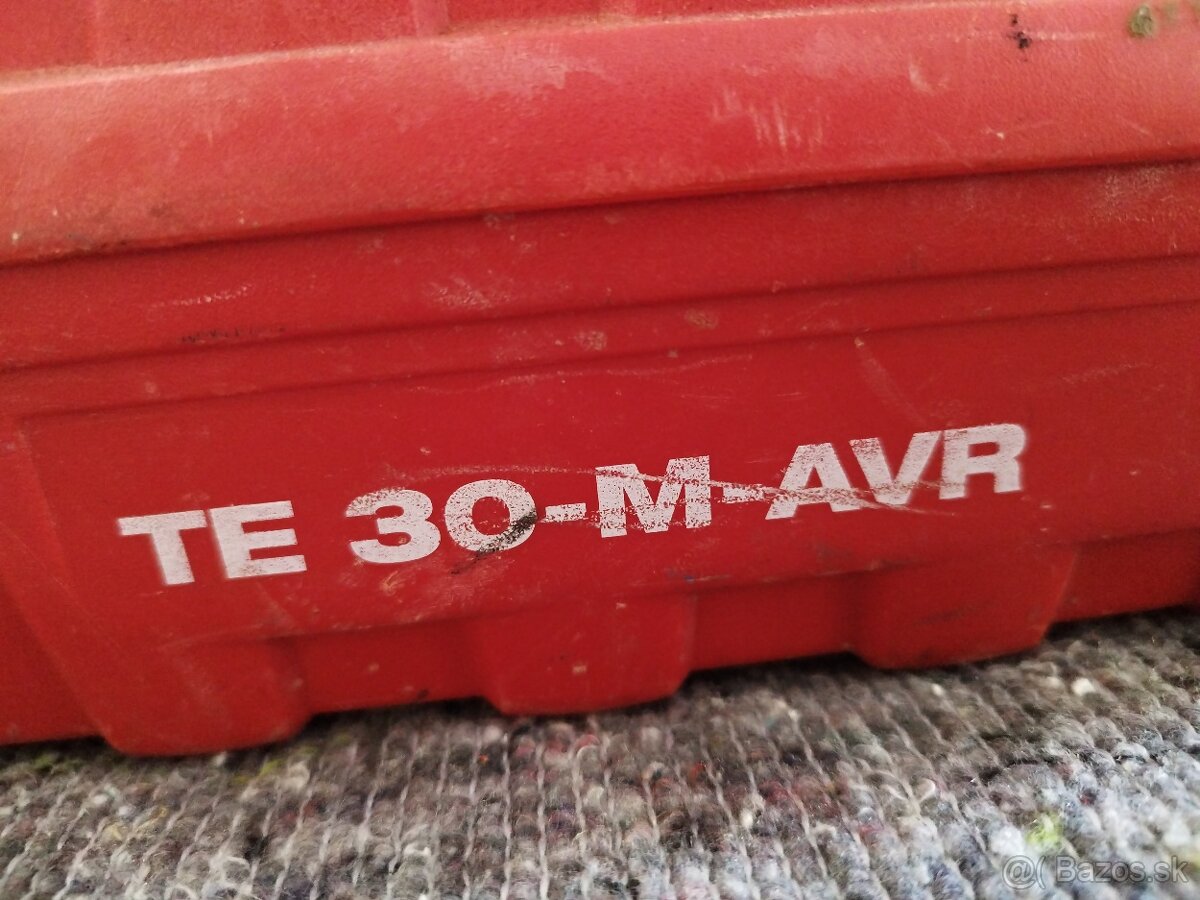 TE 30-M-AVR
@( Bazos.sk